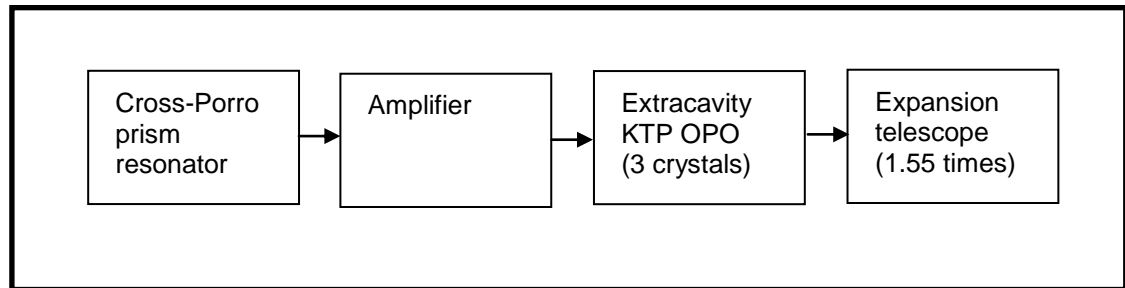 Cross-Porro
prism
resonator
Amplifier
Extracavity
KTP OPO
(3 crystals)
Expansion
telescope
(1.55 times)